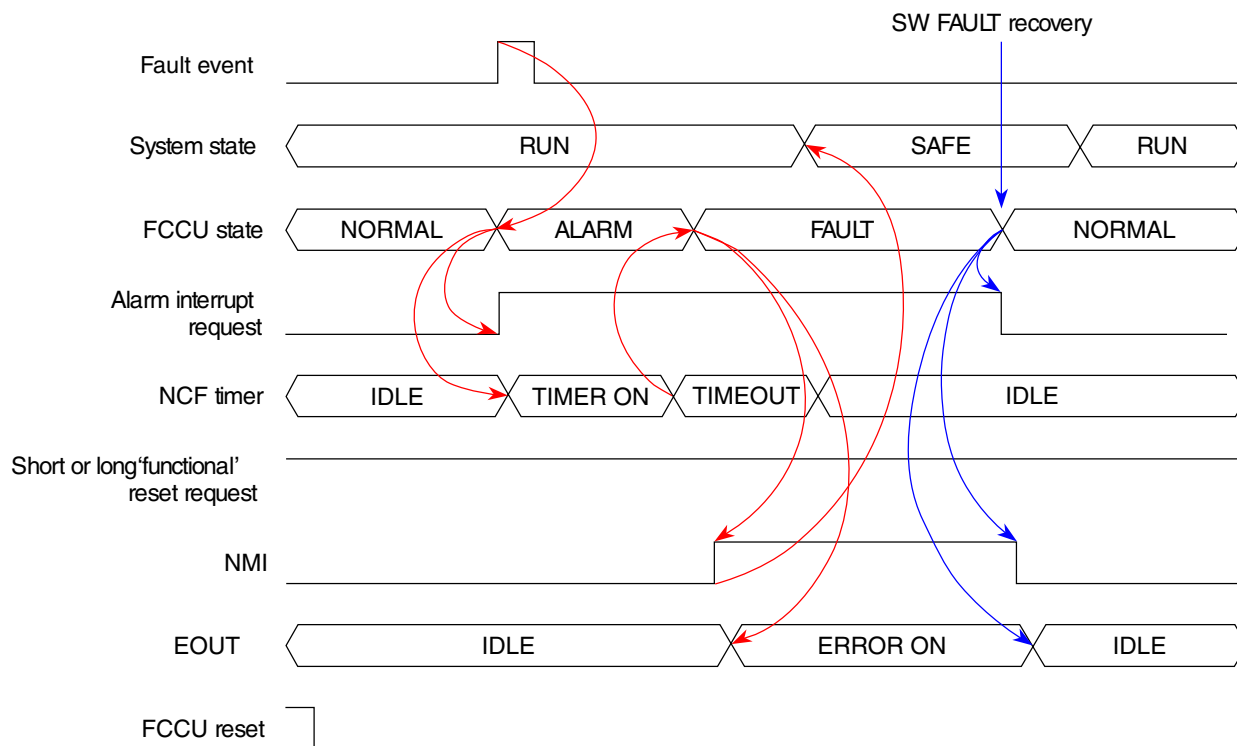 SW FAULT recovery
Fault event
System state
RUN
SAFE
RUN
FCCU state
NORMAL
ALARM
FAULT
NORMAL
Alarm interrupt
request
NCF timer
IDLE
TIMER ON
TIMEOUT
IDLE
Short or long‘functional’
reset request
NMI
EOUT
IDLE
ERROR ON
IDLE
FCCU reset